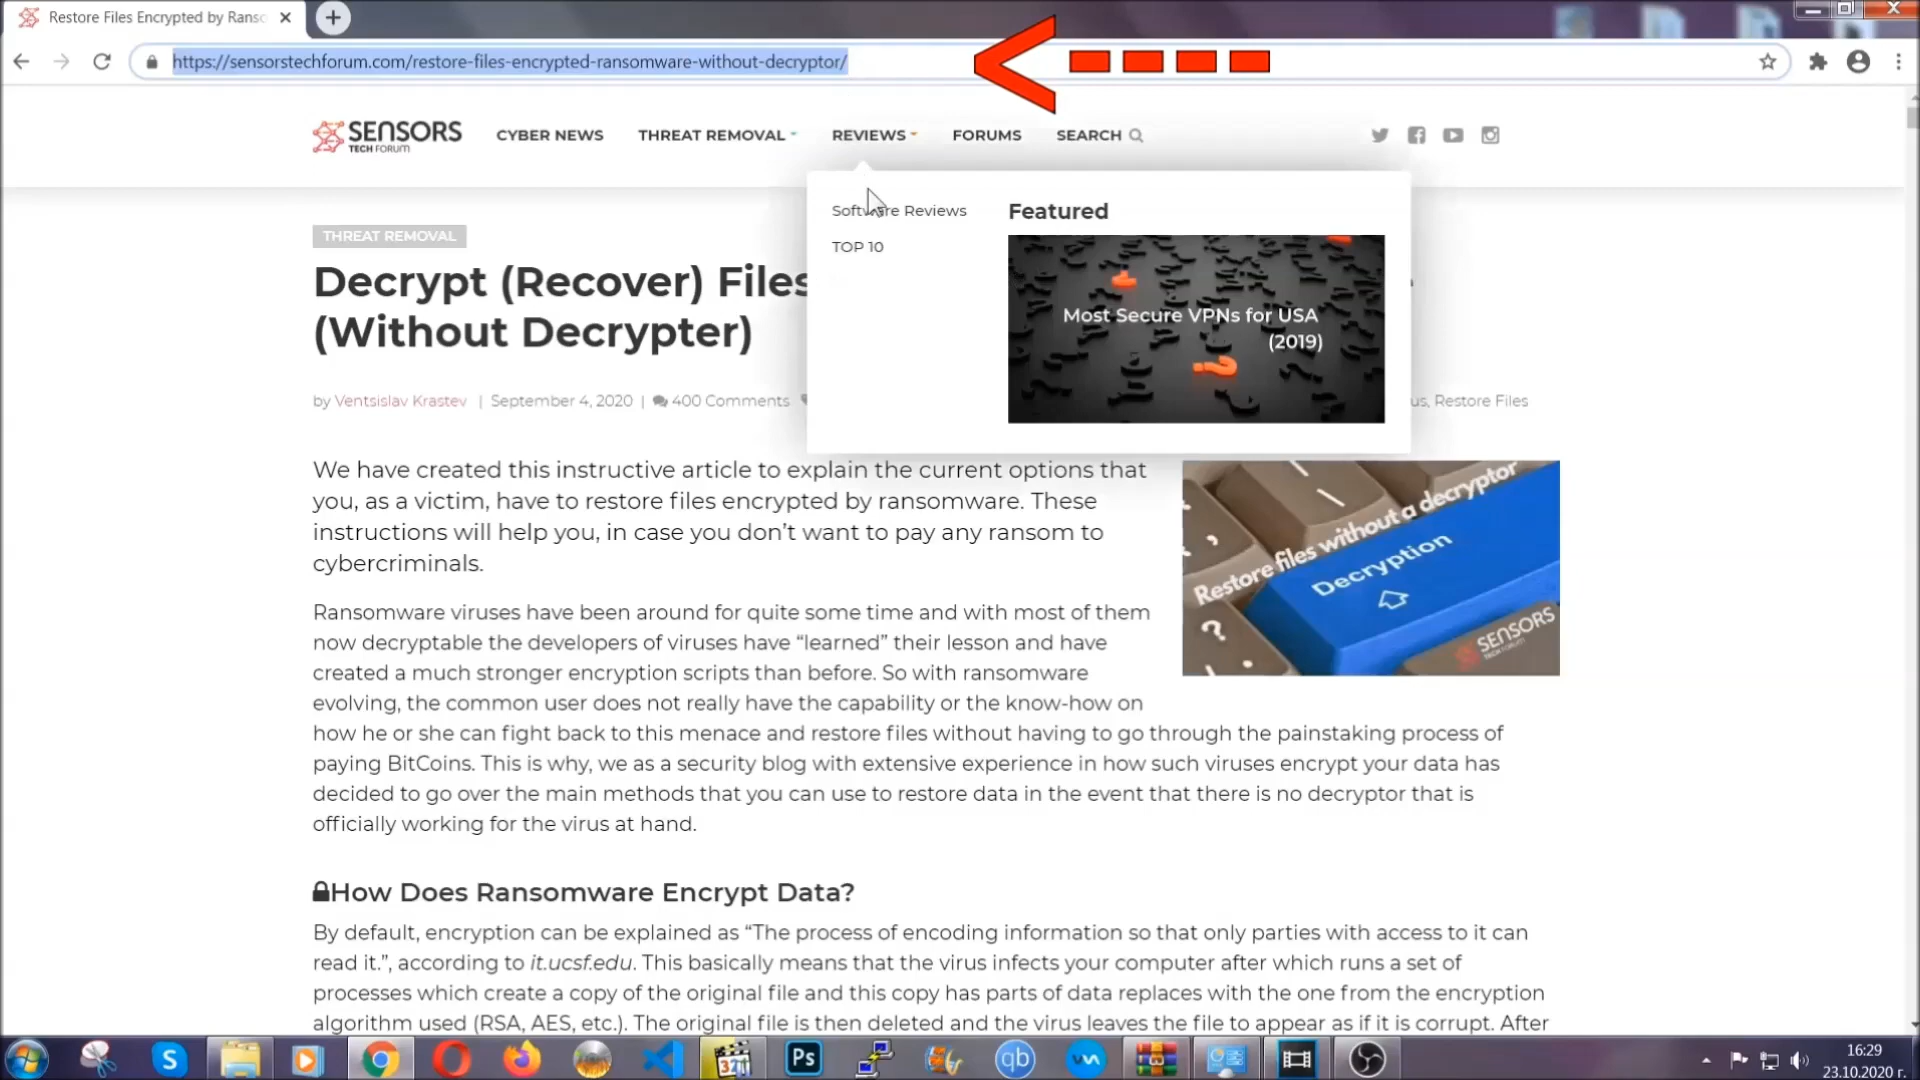 Restore Files Encrypted by Ranso
https://sensorstechforum.com/restore-files-encrypted-ransomware-without-decryptor/
SENSORS
TECH FORUM
CYBER NEWS
THREAT REMOVAL
REVIEWS
FORUMS
SEARCH
Software Reviews
TOP 10
Featured
Most Secure VPNs for USA
(2019)
THREAT REMOVAL
Decrypt (Recover) Files
(Without Decrypter)
by Ventsislav Krastev | September 4, 2020 | 400 Comments
us, Restore Files
We have created this instructive article to explain the current options that
you, as a victim, have to restore files encrypted by ransomware. These
instructions will help you, in case you don’t want to pay any ransom to
cybercriminals.
Restore files without a decryptor
Decryption
SENSORS
Ransomware viruses have been around for quite some time and with most of them
now decryptable the developers of viruses have “learned” their lesson and have
created a much stronger encryption scripts than before. So with ransomware
evolving, the common user does not really have the capability or the know-how on
how he or she can fight back to this menace and restore files without having to go through the painstaking process of
paying BitCoins. This is why, we as a security blog with extensive experience in how such viruses encrypt your data has
decided to go over the main methods that you can use to restore data in the event that there is no decryptor that is
officially working for the virus at hand.
How Does Ransomware Encrypt Data?
By default, encryption can be explained as “The process of encoding information so that only parties with access to it can
read it.”, according to it.ucsf.edu. This basically means that the virus infects your computer after which runs a set of
processes which create a copy of the original file and this copy has parts of data replaces with the one from the encryption
algorithm used (RSA, AES, etc.). The original file is then deleted and the virus leaves the file to appear as if it is corrupt. After
S
321
Ps
qb
16:29
23.10.2020 г.